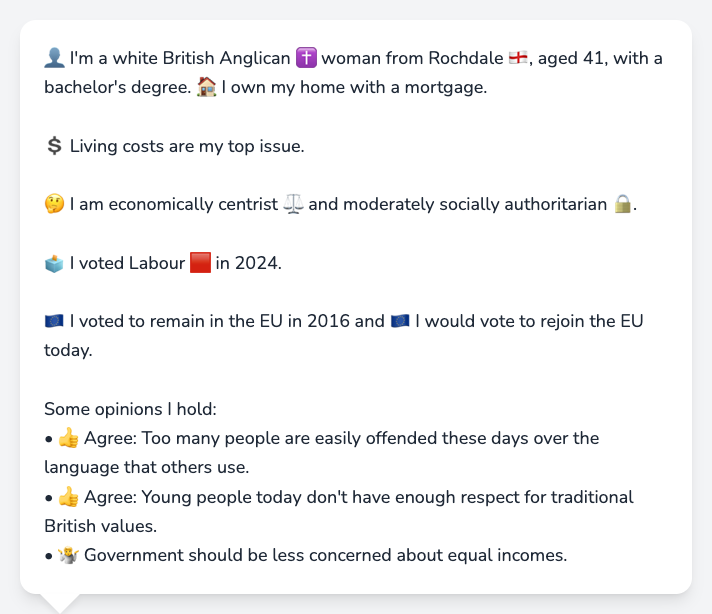 👤 I'm a white British Anglican ✝️ woman from Rochdale 🏴󠁧󠁢󠁥󠁮󠁧󠁿, aged 41, with a
bachelor's degree. 🏠 I own my home with a mortgage.
💲 Living costs are my top issue.
🤔 I am economically centrist ⚖️ and moderately socially authoritarian 🔒.
🗳️ I voted Labour 🟥 in 2024.
🇪🇺 I voted to remain in the EU in 2016 and 🇪🇺 I would vote to rejoin the EU
today.
Some opinions I hold:
• 👍 Agree: Too many people are easily offended these days over the
language that others use.
• 👍 Agree: Young people today don't have enough respect for traditional
British values.
• 🤷 Government should be less concerned about equal incomes.